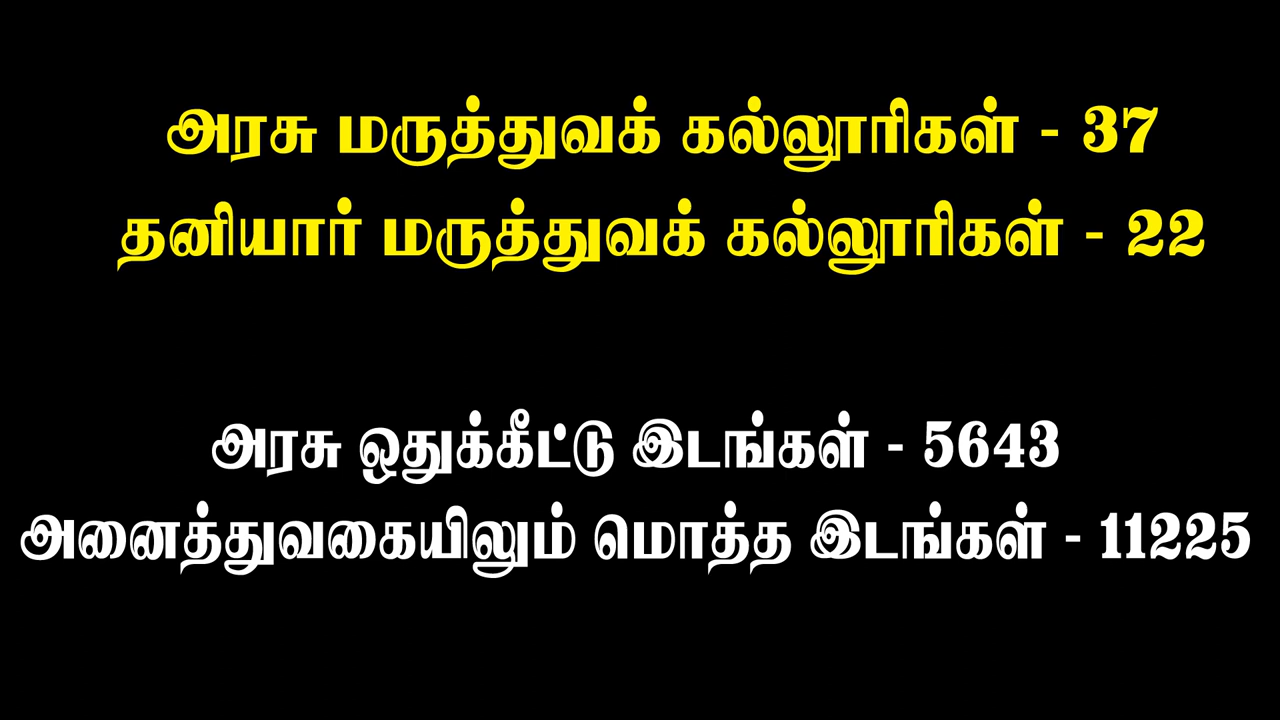 அரசு மருத்துவக் கல்லூரிகள் - 37
தனியார் மருத்துவக் கல்லூரிகள் - 22
அரசு ஒதுக்கீட்டு இடங்கள் - 5643
அனைத்துவகையிலும் மொத்த இடங்கள் - 11225